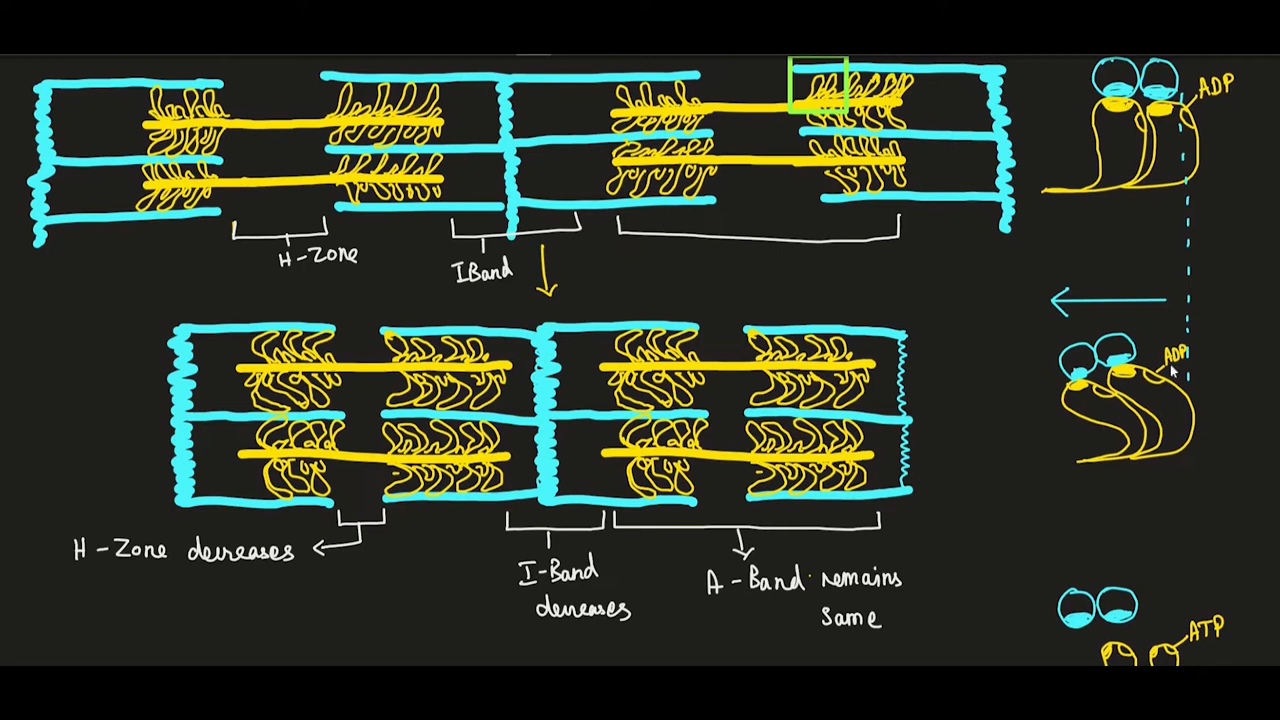 ADP
H-Zone
IBand
ADP
H-Zone decreases
I-Band
decreases
A-Band remains
same
ATP